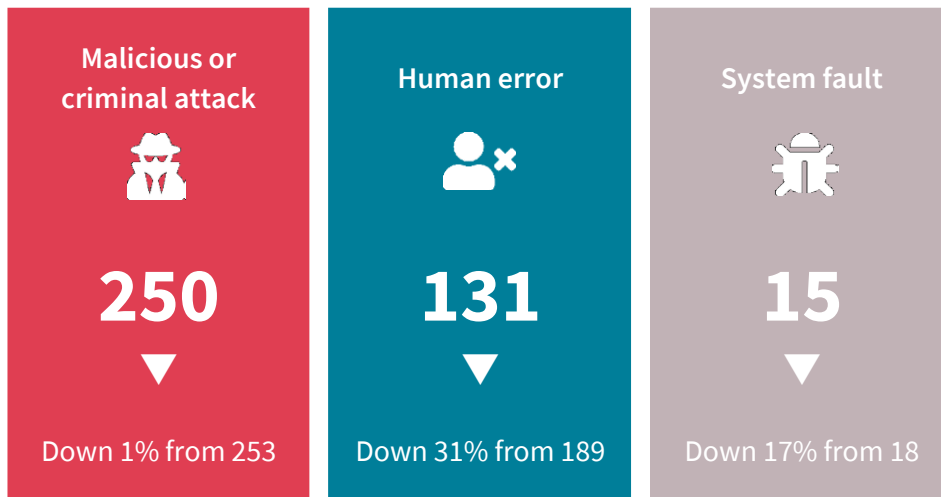 Malicious or
criminal attack
250
Down 1% from 253
Human error
131
Down 31% from 189
System fault
15
Down 17% from 18